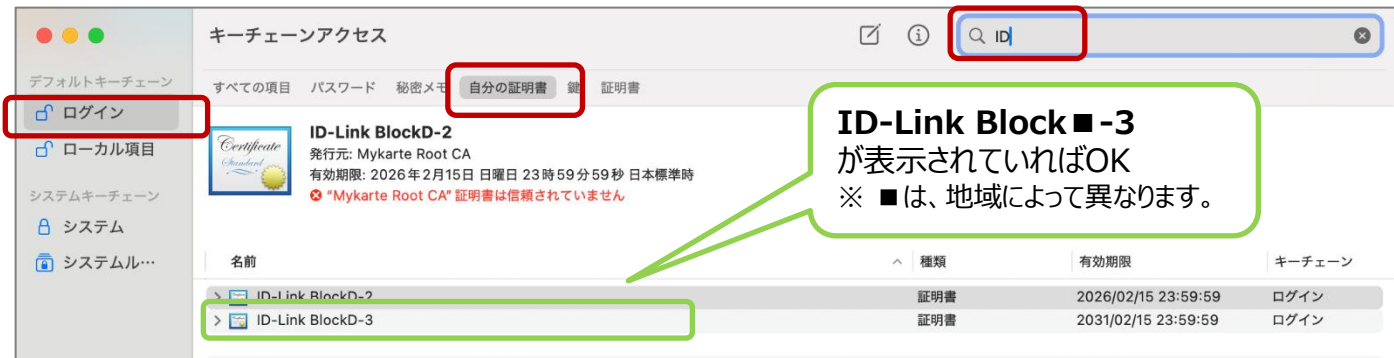 キーチェーンアクセス
ID
デフォルトキーチェーン
ログイン
ローカル項目
システムキーチェーン
システム
システムル…
すべての項目 パスワード 秘密メモ 自分の証明書 鍵 証明書
Certificate
Standard
ID-Link BlockD-2
発行元: Mykarte Root CA
有効期限: 2026年2月15日 日曜日 23時59分59秒 日本標準時
"Mykarte Root CA"証明書は信頼されていません
ID-Link Block■-3
が表示されていればOK
※ ■は、地域によって異なります。
名前 種類 有効期限 キーチェーン
ID-Link BlockD-2 証明書 2026/02/15 23:59:59 ログイン
ID-Link BlockD-3 証明書 2031/02/15 23:59:59 ログイン